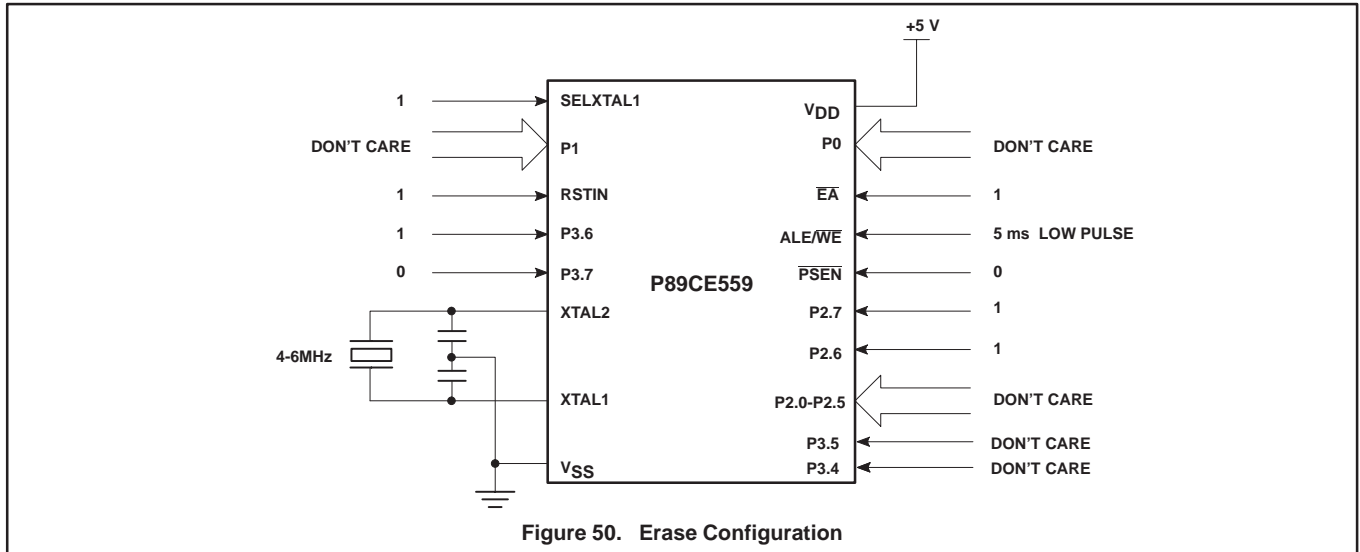 +5 V
1
SELXTAL1
VDD
DON'T CARE
P1
P0
DON'T CARE
1
RSTIN
EA
1
1
P3.6
ALE/WE
5 ms LOW PULSE
0
P3.7
PSEN
0
P89CE559
XTAL2
P2.7
1
4-6MHz
P2.6
1
XTAL1
P2.0-P2.5
DON'T CARE
P3.5
DON'T CARE
VSS
P3.4
DON'T CARE
Figure 50. Erase Configuration